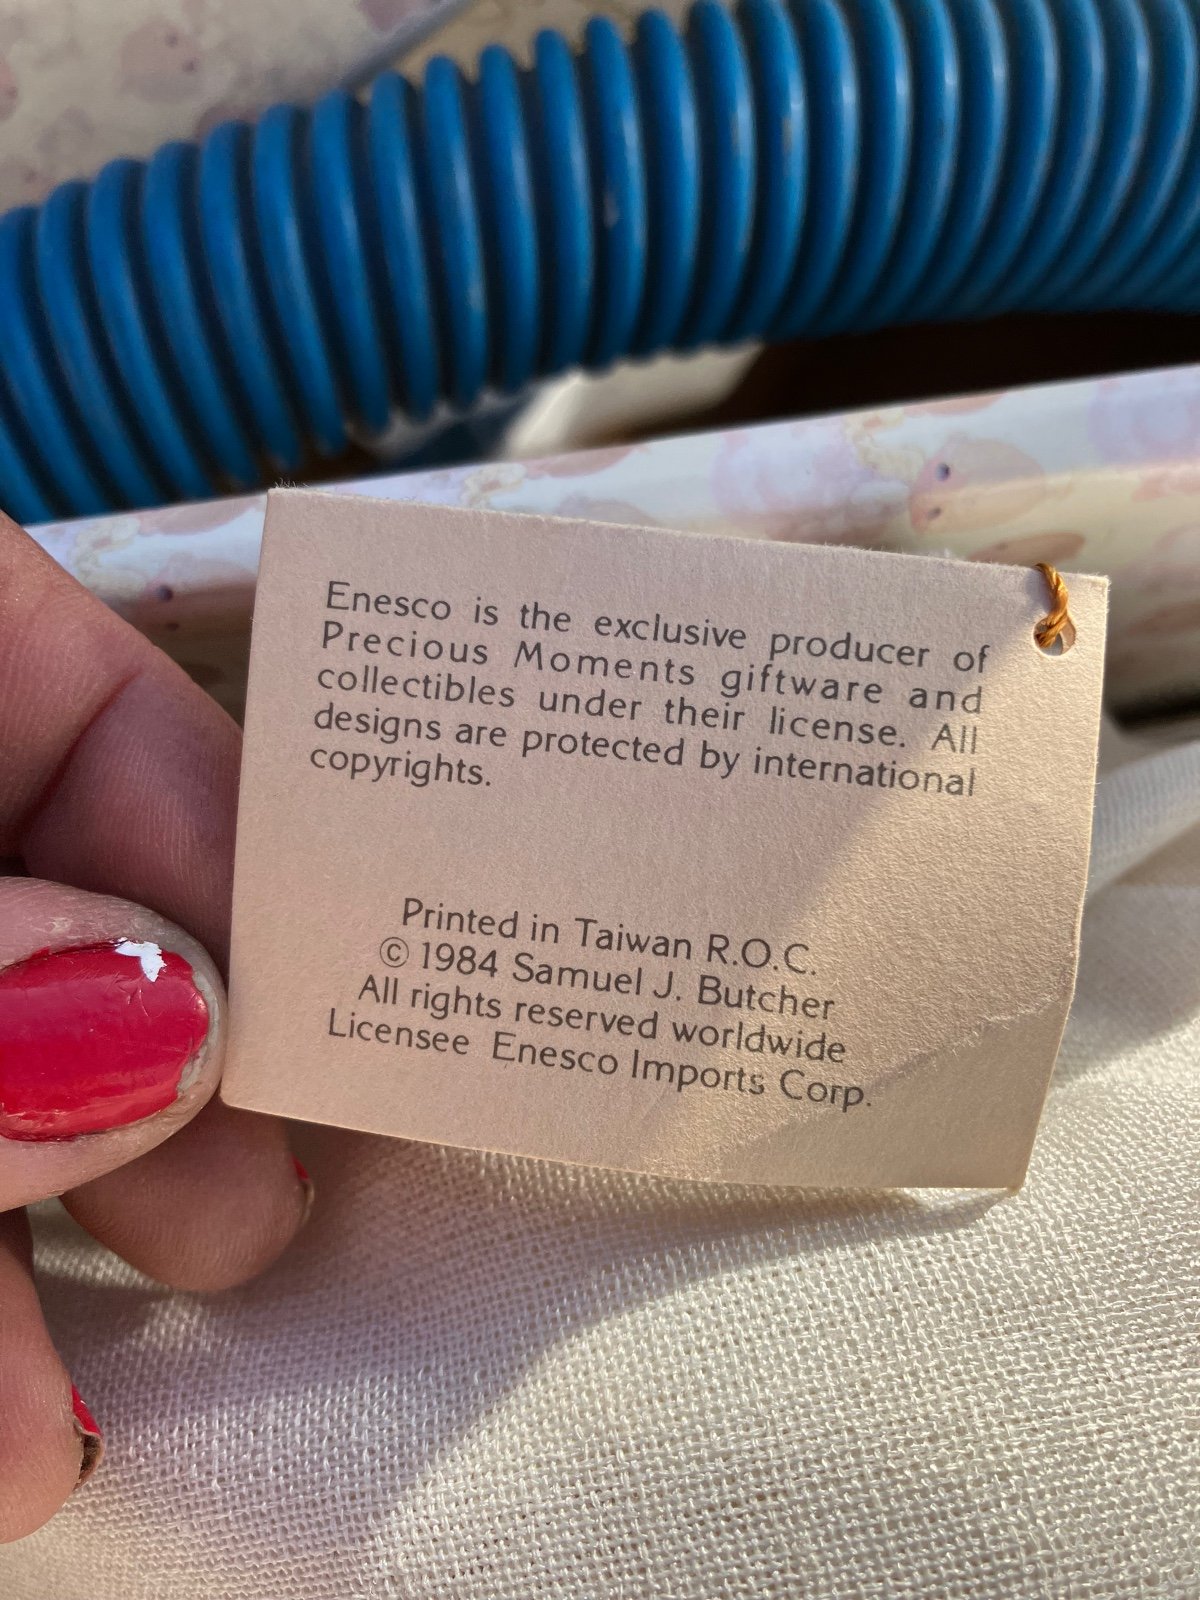 Enesco is the exclusive producer of
Precious Moments giftware and
collectibles under their license. All
designs are protected by international
copyrights.
Printed in Taiwan R.O.C.
© 1984 Samuel J. Butcher
All rights reserved worldwide
Licensee Enesco Imports Corp.